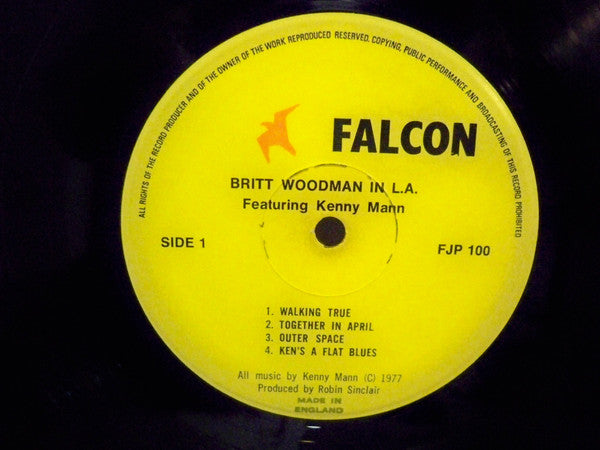 ALL RIGHTS OF THE RECORD PRODUCER AND OF THE OWNER OF THE WORK REPRODUCED RESERVED. COPYING, PUBLIC PERFORMANCE AND BROADCASTING OF THIS RECORD PROHIBITED
FALCON
BRITT WOODMAN IN L.A.
Featuring Kenny Mann
SIDE 1
FJP 100
1. WALKING TRUE
2. TOGETHER IN APRIL
3. OUTER SPACE
4. KEN'S A FLAT BLUES
All music by Kenny Mann (C) 1977
Produced by Robin Sinclair
MADE IN
ENGLAND